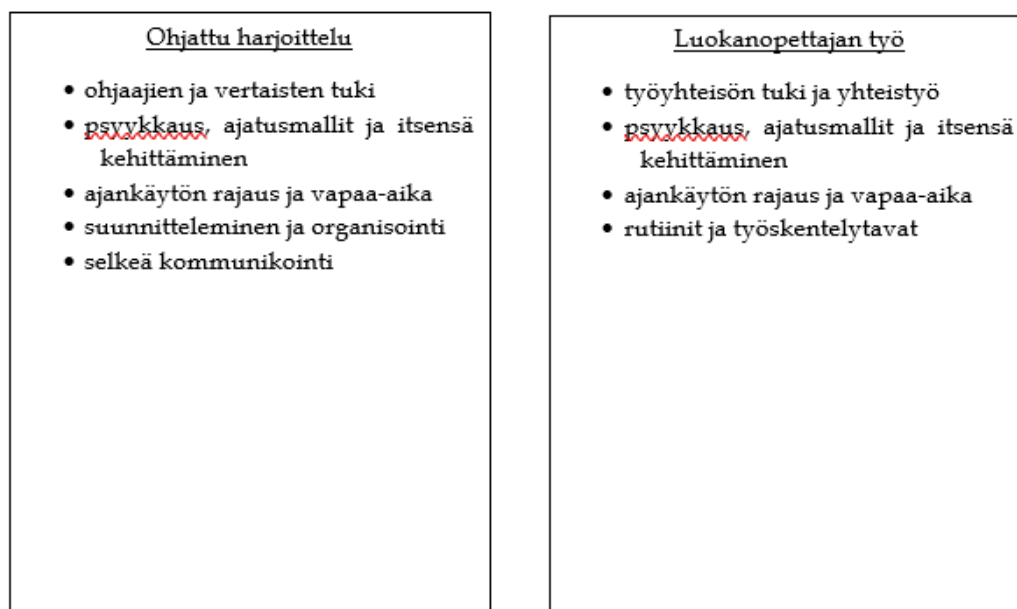 Ohjattu harjoittelu
• ohjaajien ja vertaisten tuki
• psyykkaus, ajatusmallit ja itsensä
kehittäminen
• ajankäytön rajaus ja vapaa-aika
• suunnitteleminen ja organisointi
• selkeä kommunikointi
Luokanopettajan työ
• työyhteisön tuki ja yhteistyö
• psyykkaus, ajatusmallit ja itsensä
kehittäminen
• ajankäytön rajaus ja vapaa-aika
• rutiinit ja työskentelytavat